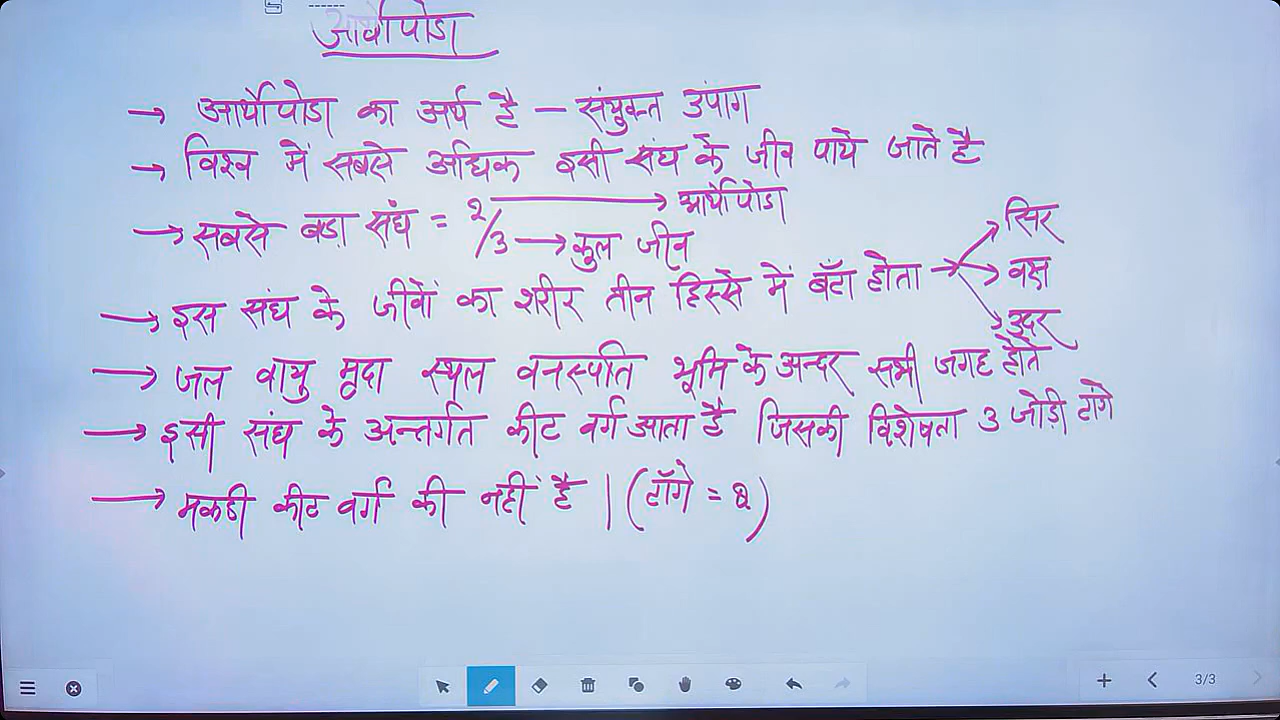 आर्थोपोडा
→ आर्थोपोडा का अर्थ है – संयुक्त उपांग
→ विश्व में सबसे अधिक इसी संघ के जीव पाये जाते है
→ सबसे बडा़ संघ = 2/3 → आर्थोपोडा
→ कुल जीव
→ इस संघ के जीवों का शरीर तीन हिस्से में बँटा होता → सिर
वक्ष
उदर
→ जल वायु मृदा स्थल वनस्पति भूमि के अन्दर सभी जगह होते
→ इसी संघ के अन्तर्गत कीट वर्ग आता है जिसकी विशेषता 3 जोड़ी टांगे
→ मकडी कीट वर्ग की नहीं है | (टाँगे = 8)
3/3